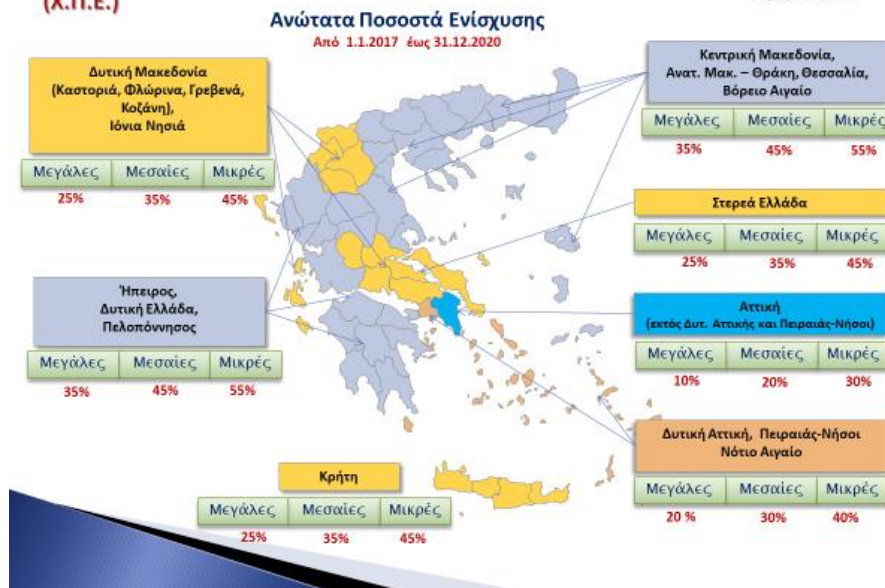 (Χ.Π.Ε.)
Ανώτατα Ποσοστά Ενίσχυσης
Από 1.1.2017 έως 31.12.2020
Δυτική Μακεδονία
(Καστοριά, Φλώρινα, Γρεβενά,
Κοζάνη),
Ιόνια Νησιά
Μεγάλες Μεσαίες Μικρές
25% 35% 45%
Κεντρική Μακεδονία,
Ανατ. Μακ. – Θράκη, Θεσσαλία,
Βόρειο Αιγαίο
Μεγάλες Μεσαίες Μικρές
35% 45% 55%
Στερεά Ελλάδα
Μεγάλες Μεσαίες Μικρές
25% 35% 45%
Ήπειρος,
Δυτική Ελλάδα,
Πελοπόννησος
Μεγάλες Μεσαίες Μικρές
35% 45% 55%
Αττική
(εκτός Δυτ. Αττικής και Πειραιάς-Νήσοι)
Μεγάλες Μεσαίες Μικρές
10% 20% 30%
Δυτική Αττική, Πειραιάς-Νήσοι
Νότιο Αιγαίο
Μεγάλες Μεσαίες Μικρές
20 % 30% 40%
Κρήτη
Μεγάλες Μεσαίες Μικρές
25% 35% 45%